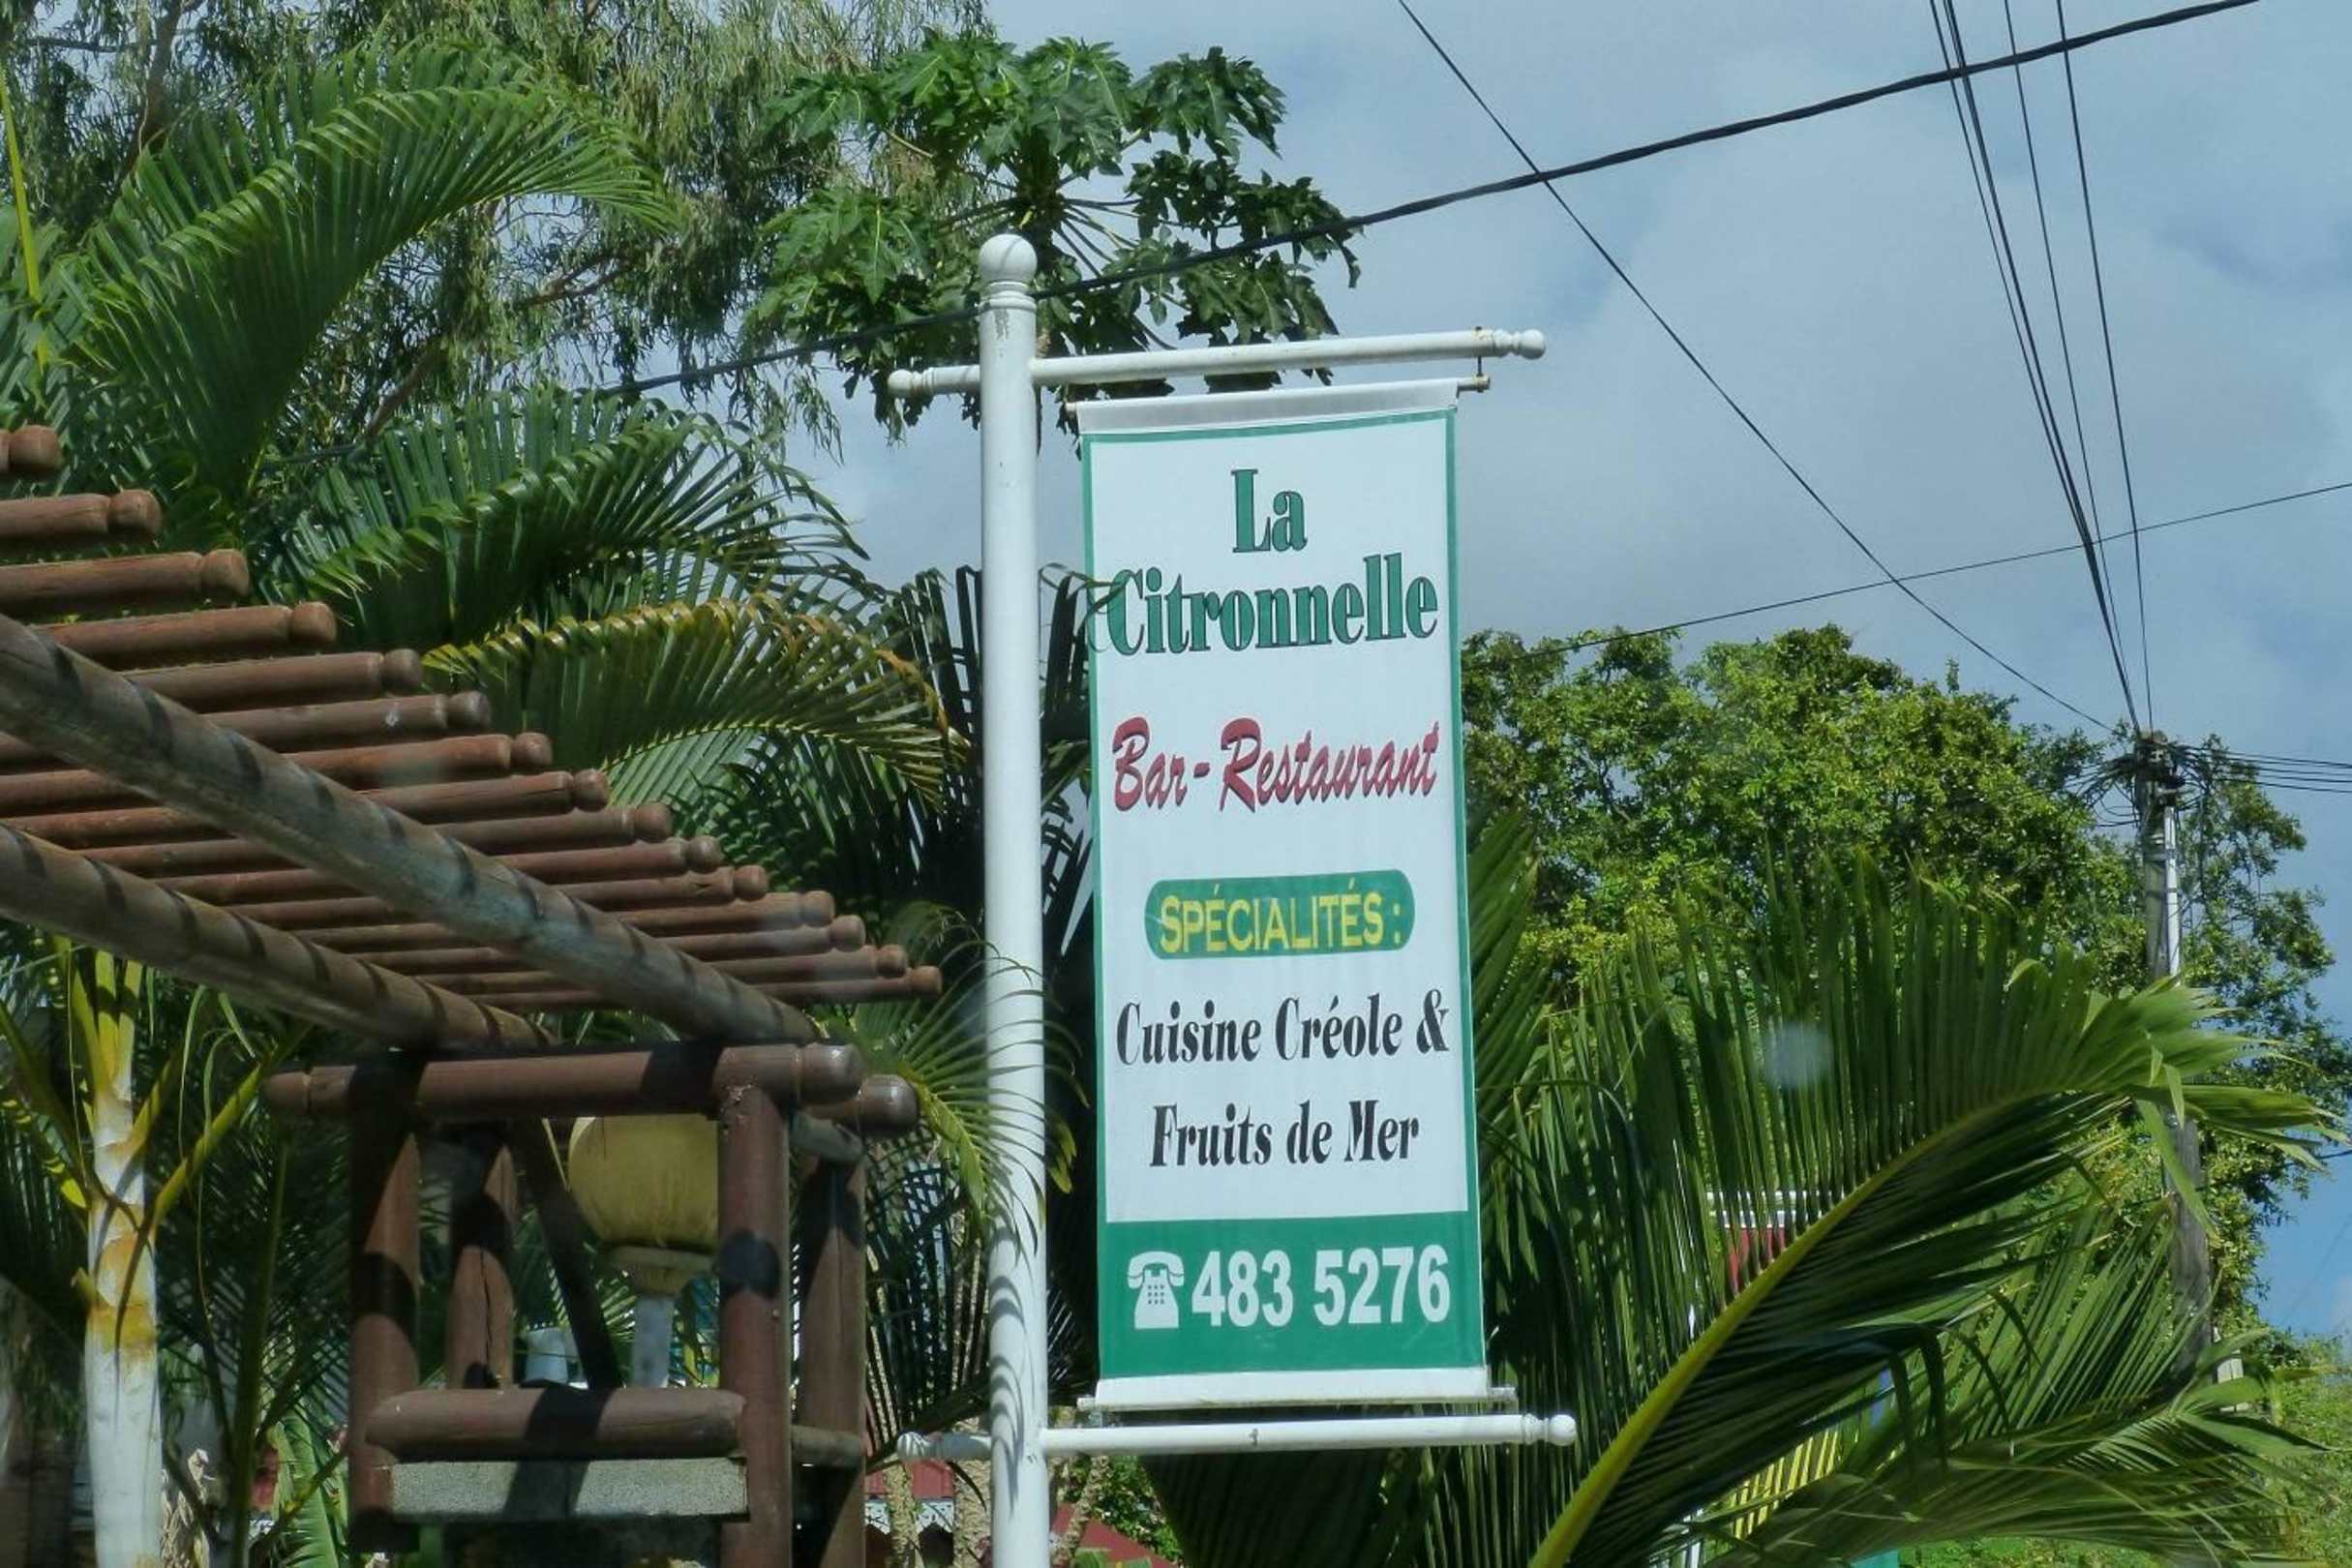 La
Citronnelle
Bar-Restaurant
SPÉCIALITÉS :
Cuisine Créole &
Fruits de Mer
483 5276